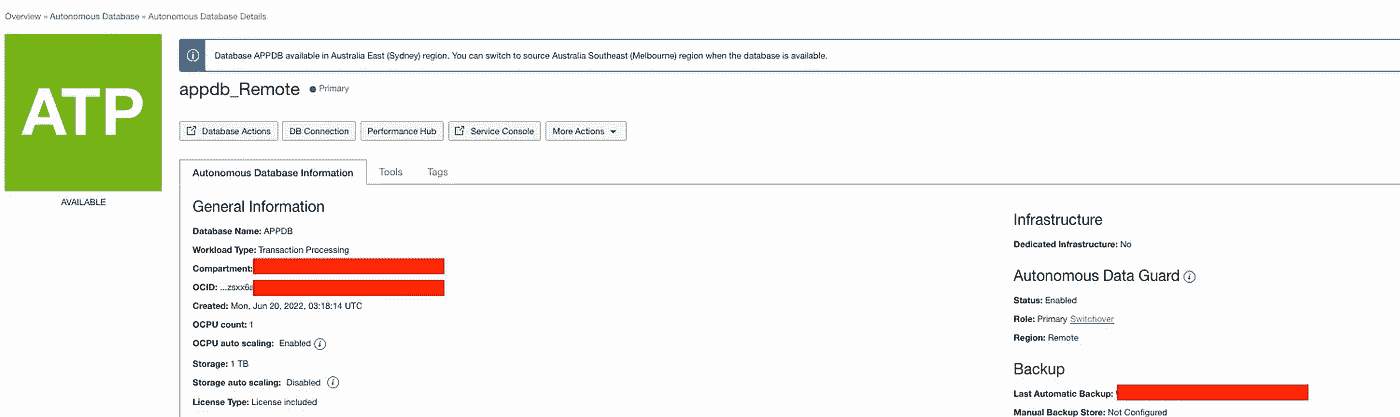 Overview » Autonomous Database » Autonomous Database Details
ATP
AVAILABLE
Database APPDB available in Australia East (Sydney) region. You can switch to source Australia Southeast (Melbourne) region when the database is available.
appdb_Remote Primary
Database Actions DB Connection Performance Hub Service Console More Actions
Autonomous Database Information Tools Tags
General Information
Database Name: APPDB
Workload Type: Transaction Processing
Compartment:
OCID: ...zsxx6a
Created: Mon, Jun 20, 2022, 03:18:14 UTC
OCPU count: 1
OCPU auto scaling: Enabled
Storage: 1 TB
Storage auto scaling: Disabled
License Type: License included
Infrastructure
Dedicated Infrastructure: No
Autonomous Data Guard
Status: Enabled
Role: Primary Switchover
Region: Remote
Backup
Last Automatic Backup:
Manual Backup Store: Not Configured